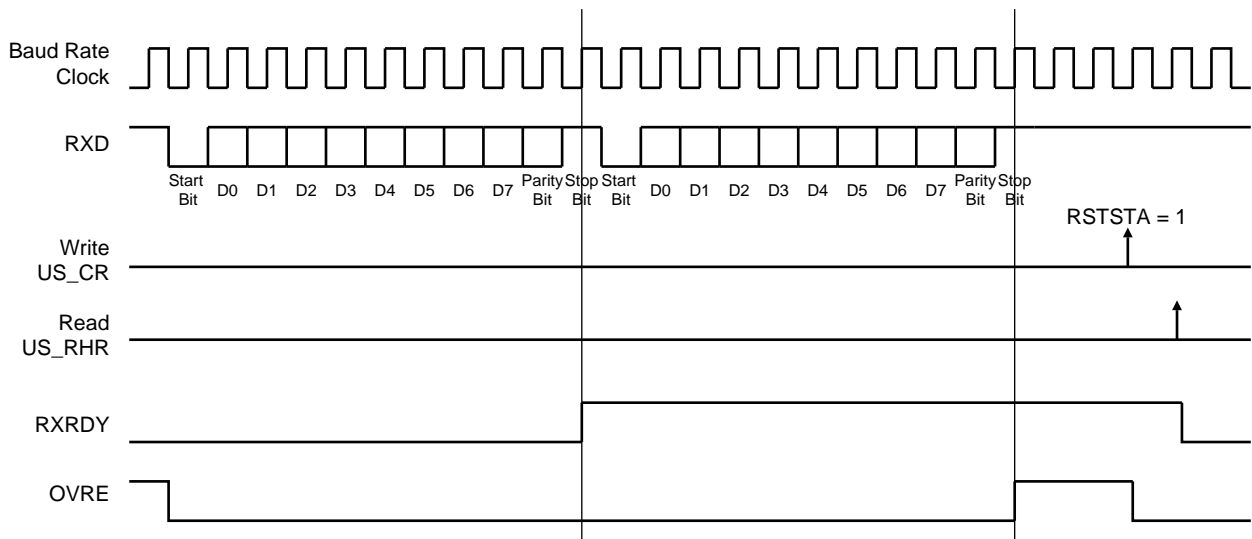 Baud Rate
Clock
RXD
Start
Bit
D0
D1
D2
D3
D4
D5
D6
D7
Parity
Bit
Stop
Bit
Start
Bit
D0
D1
D2
D3
D4
D5
D6
D7
Parity
Bit
Stop
Bit
RSTSTA = 1
Write
US_CR
Read
US_RHR
RXRDY
OVRE